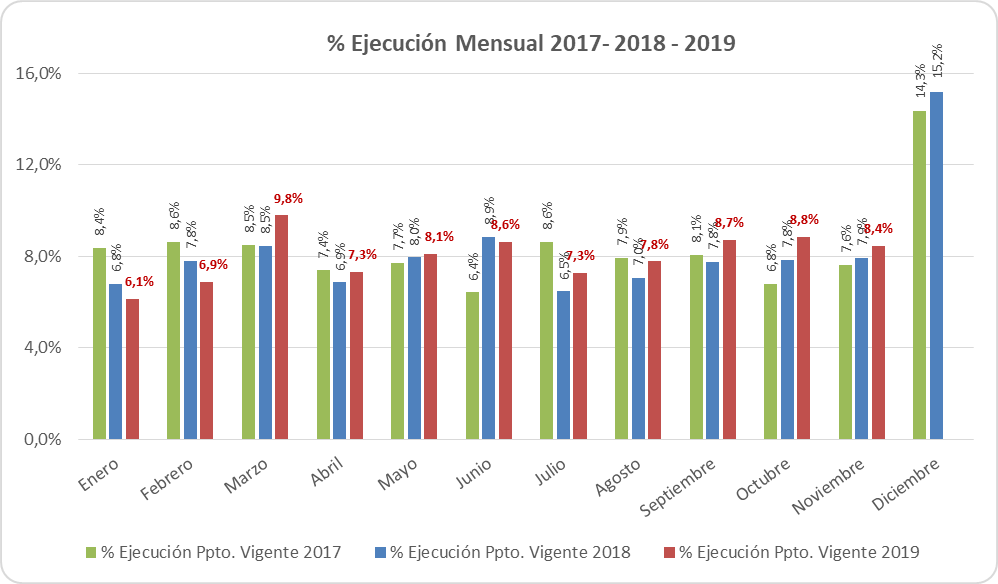 % Ejecución Mensual 2017- 2018 - 2019
16,0%
12,0%
8,0%
4,0%
0,0%
8,4%
6,8%
6,1%
8,6%
7,8%
6,9%
8,5%
8,5%
9,8%
7,4%
6,9%
7,3%
7,7%
8,0%
8,1%
6,4%
8,9%
8,6%
8,6%
6,5%
7,3%
7,9%
7,0%
7,8%
8,1%
7,8%
8,7%
6,8%
7,8%
8,8%
7,6%
7,9%
8,4%
14,3%
15,2%
Enero
Febrero
Marzo
Abril
Mayo
Junio
Julio
Agosto
Septiembre
Octubre
Noviembre
Diciembre
% Ejecución Ppto. Vigente 2017
% Ejecución Ppto. Vigente 2018
% Ejecución Ppto. Vigente 2019